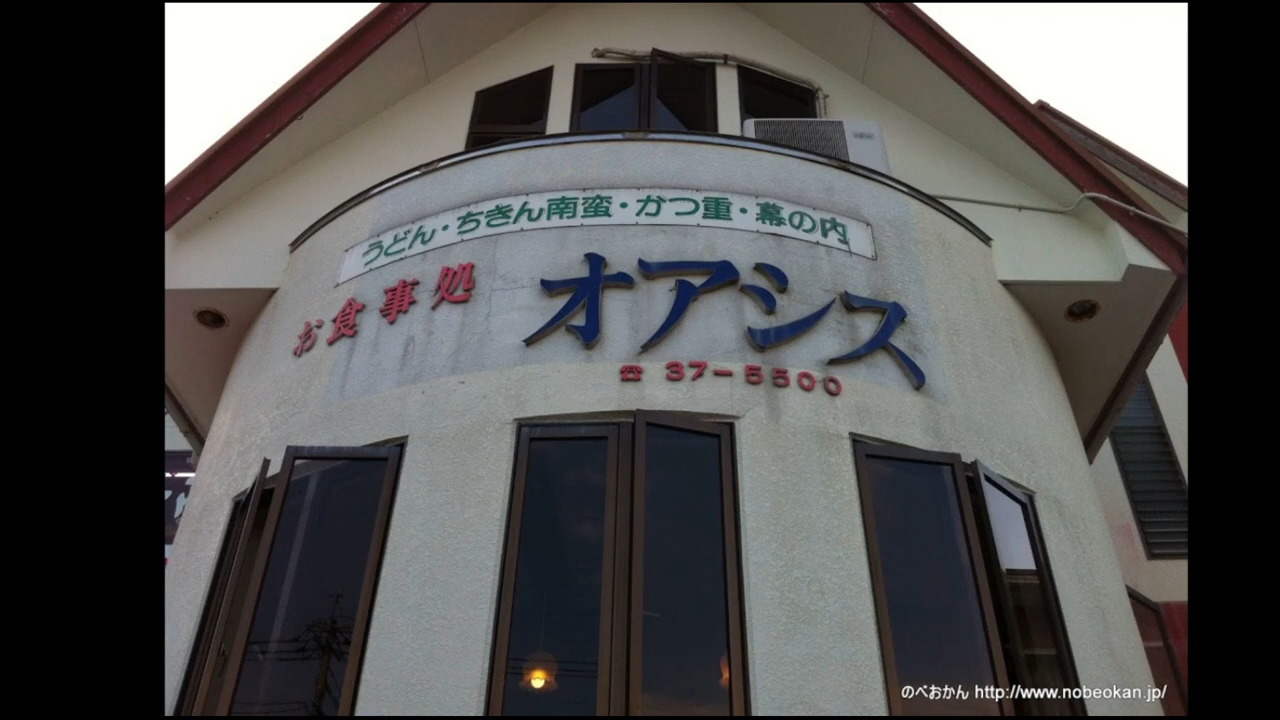 うどん・ちきん南蛮・かつ重・幕の内
お食事処 オアシス
☎ 37-5500
のべおかん http://www.nobeokan.jp/